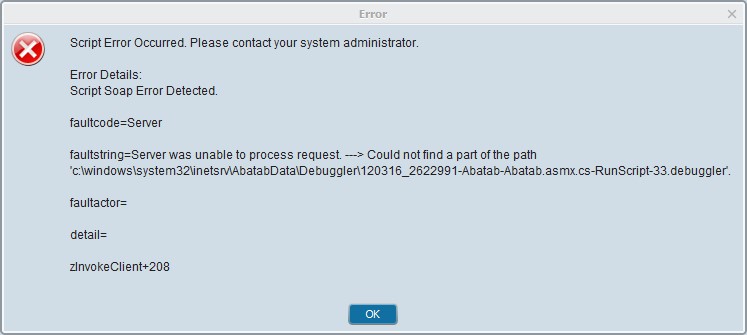 Error
Script Error Occurred. Please contact your system administrator.
Error Details:
Script Soap Error Detected.
faultcode=Server
faultstring=Server was unable to process request. ---> Could not find a part of the path
'c:\windows\system32\inetsrv\AbatabData\Debuggler\120316_2622991-Abatab-Abatab.asmx.cs-RunScript-33.debuggler'.
faultactor=
detail=
zInvokeClient+208
OK